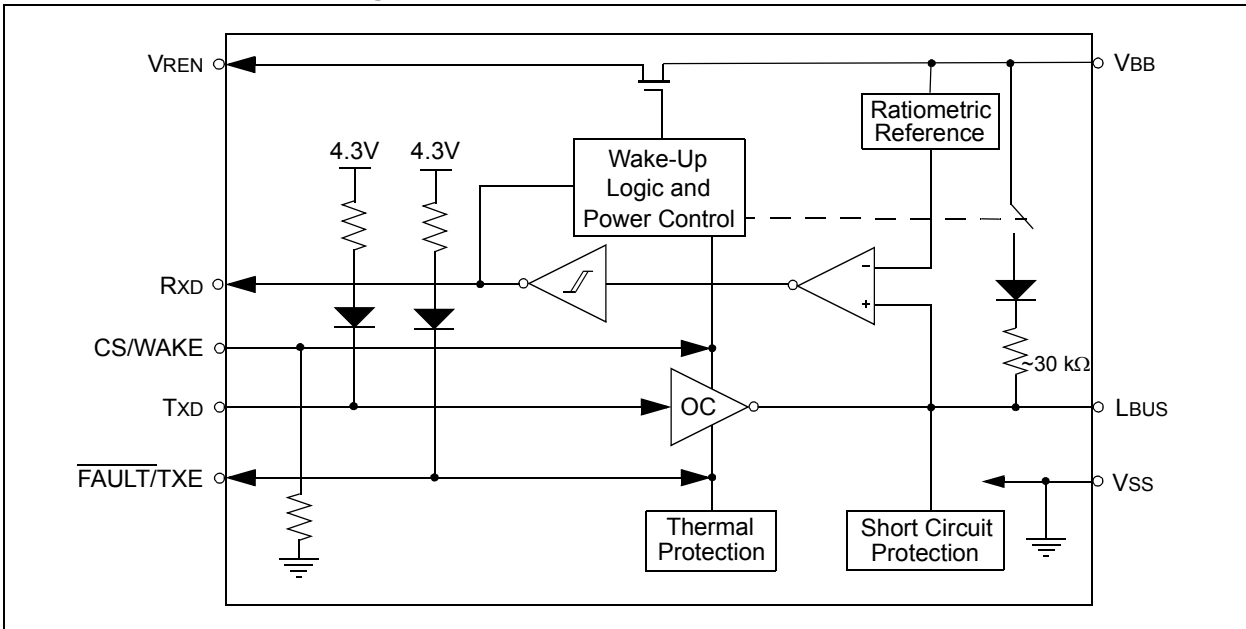 VREN
VBB
Ratiometric
Reference
4.3V 4.3V
Wake-Up
Logic and
Power Control
RXD
-
+
CS/WAKE
~30 kΩ
TXD
OC
LBUS
FAULT/TXE
VSS
Thermal
Protection
Short Circuit
Protection